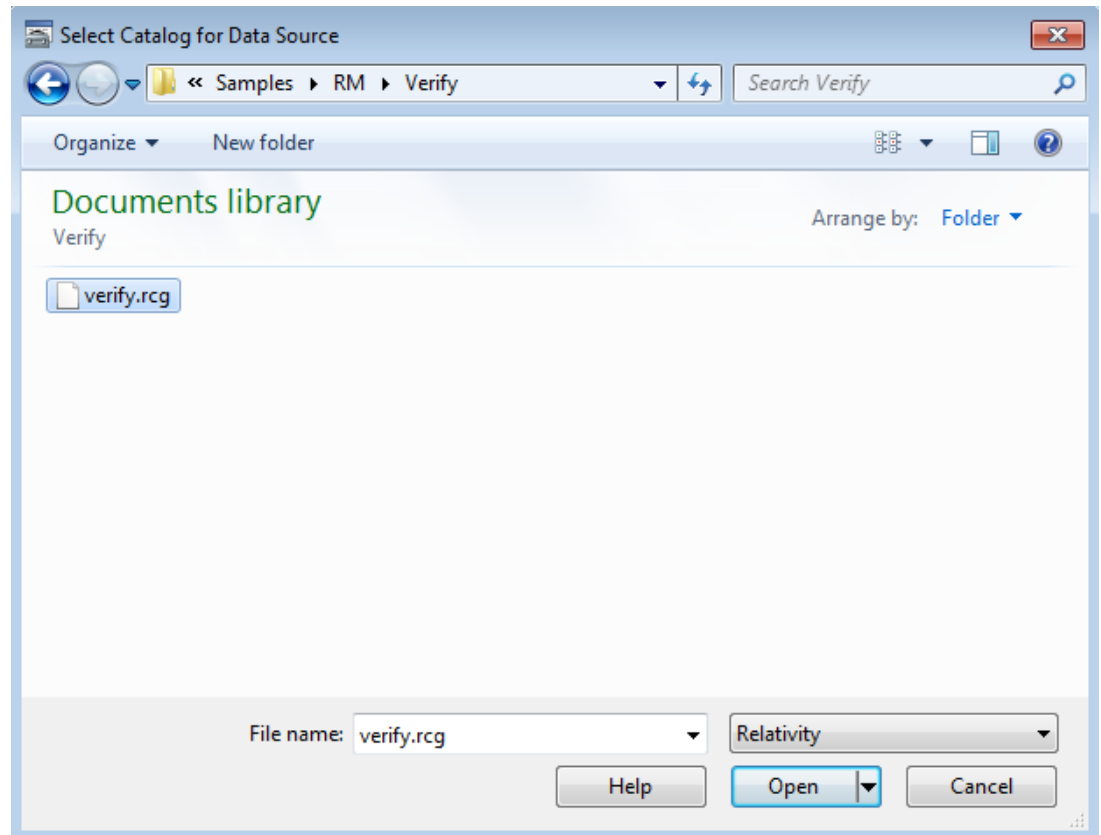 Select Catalog for Data Source
« Samples ▸ RM ▸ Verify
Search Verify
Organize New folder
Documents library
Verify
Arrange by: Folder
verify.rcg
File name: verify.rcg
Relativity
Help Open Cancel